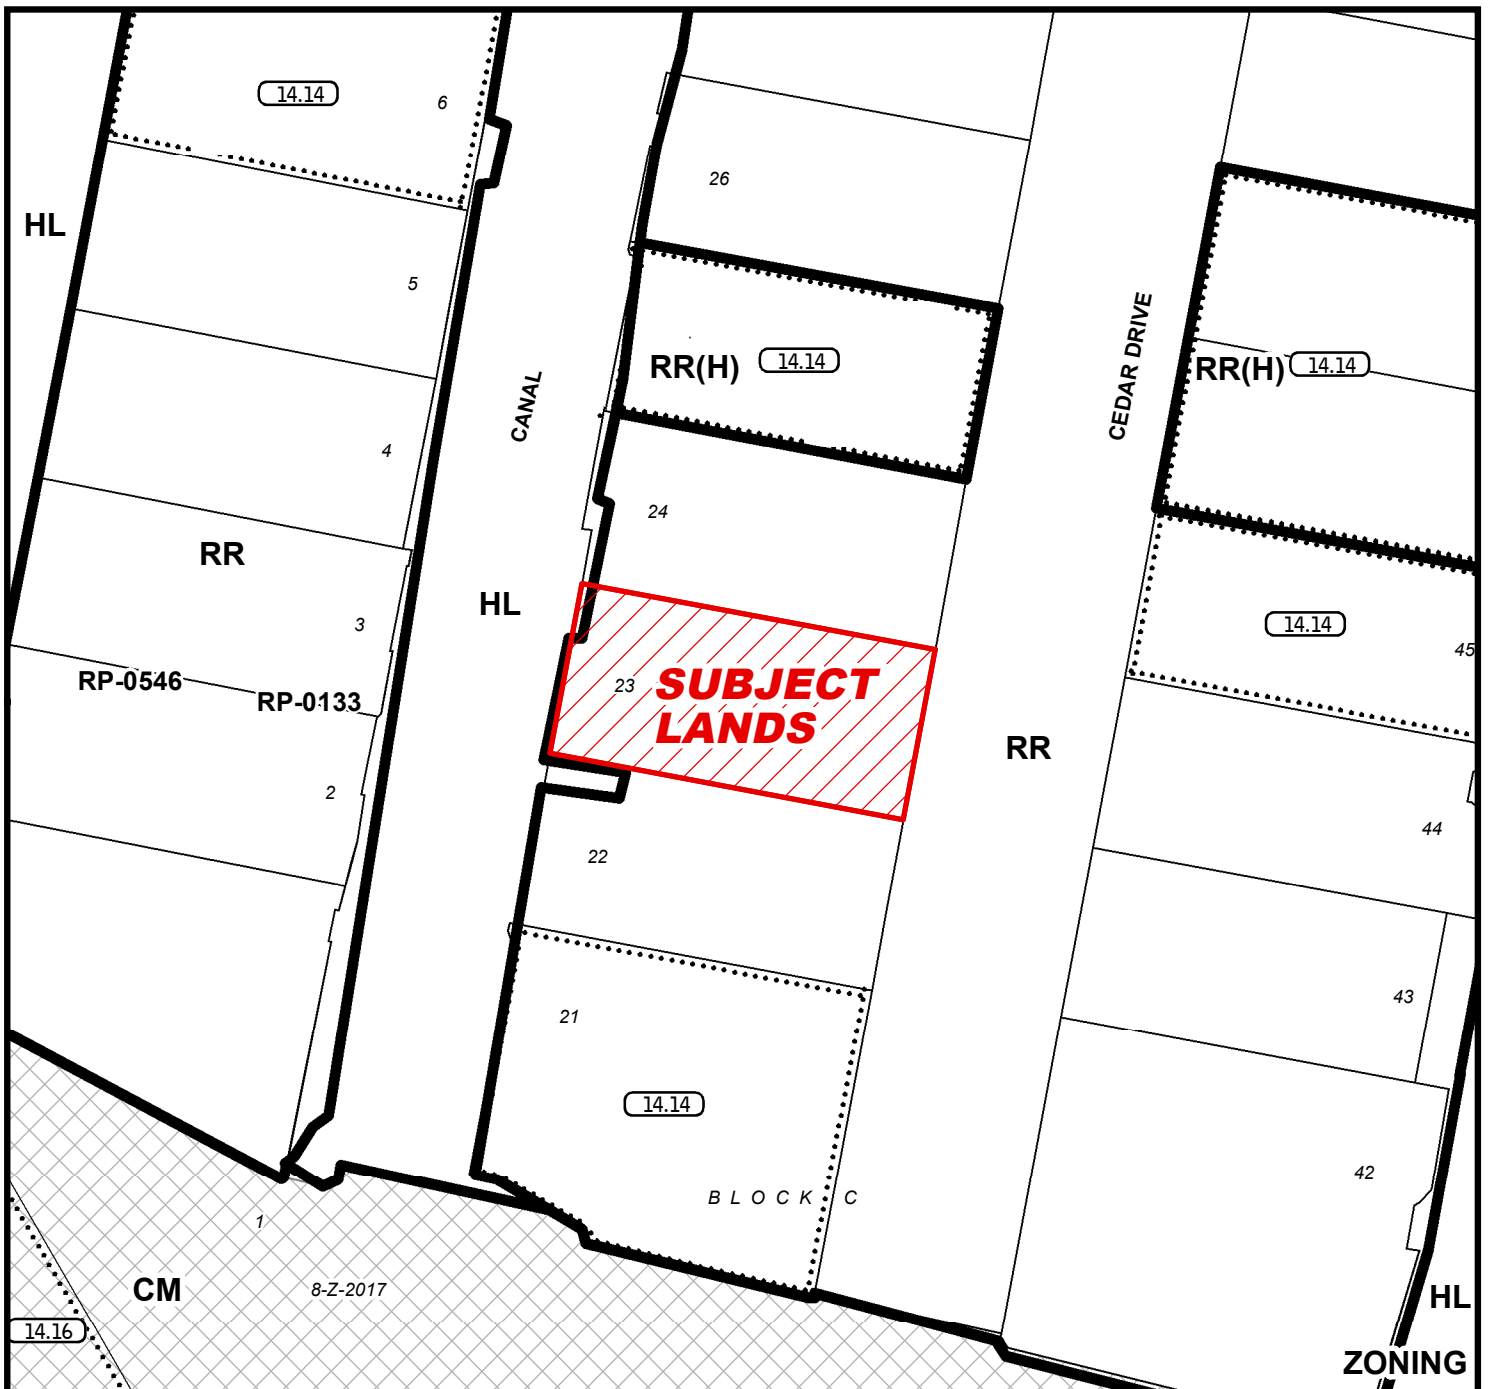 14.14
6
26
HL
5
CANAL
RR(H)
14.14
CEDAR DRIVE
RR(H)
14.14
4
24
RR
HL
3
14.14
45
RP-0546
RP-0133
23
SUBJECT
LANDS
RR
2
44
22
21
43
14.14
42
BLOCK C
1
CM
8-Z-2017
HL
14.16
ZONING